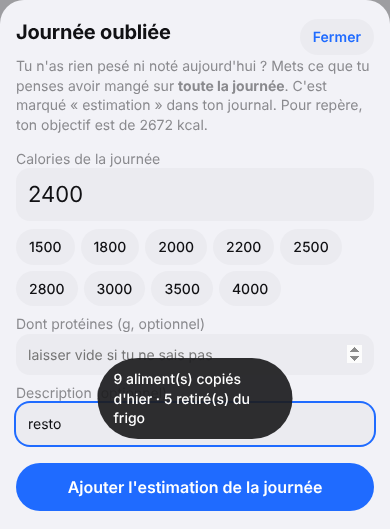 Journée oubliée
Fermer
Tu n'as rien pesé ni noté aujourd'hui ? Mets ce que tu
penses avoir mangé sur toute la journée. C'est
marqué « estimation » dans ton journal. Pour repère,
ton objectif est de 2672 kcal.
Calories de la journée
2400
1500 1800 2000 2200 2500
2800 3000 3500 4000
Dont protéines (g, optionnel)
laisser vide si tu ne sais pas
Description
9 aliment(s) copiés
d'hier · 5 retiré(s) du
frigo
resto
Ajouter l'estimation de la journée